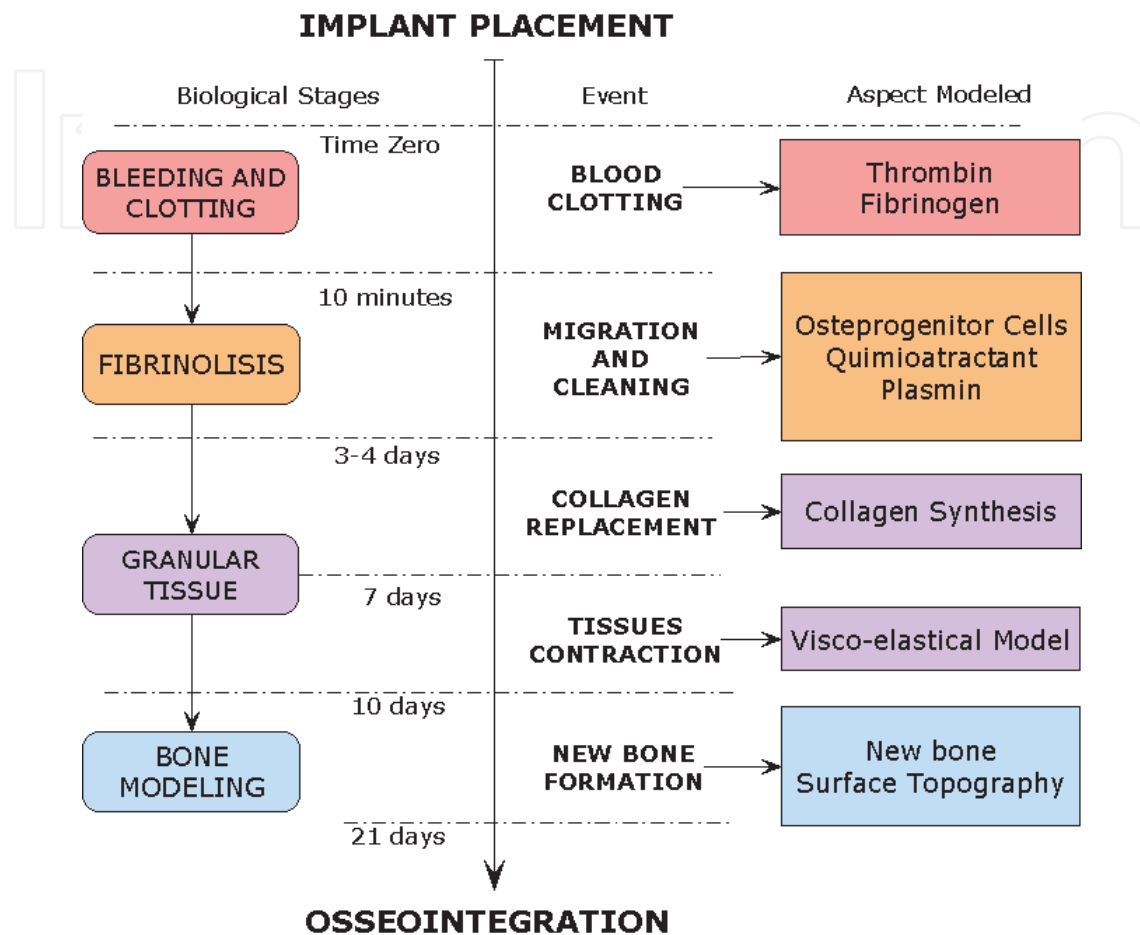 IMPLANT PLACEMENT
Biological Stages
Event
Aspect Modeled
Time Zero
BLEEDING AND
CLOTTING
BLOOD
CLOTTING
Thrombin
Fibrinogen
10 minutes
FIBRINOLISIS
MIGRATION
AND
CLEANING
Osteprogenitor Cells
Quimioatractant
Plasmin
3-4 days
COLLAGEN
REPLACEMENT
Collagen Synthesis
GRANULAR
TISSUE
7 days
TISSUES
CONTRACTION
Visco-elastical Model
10 days
BONE
MODELING
NEW BONE
FORMATION
New bone
Surface Topography
21 days
OSSEOINTEGRATION